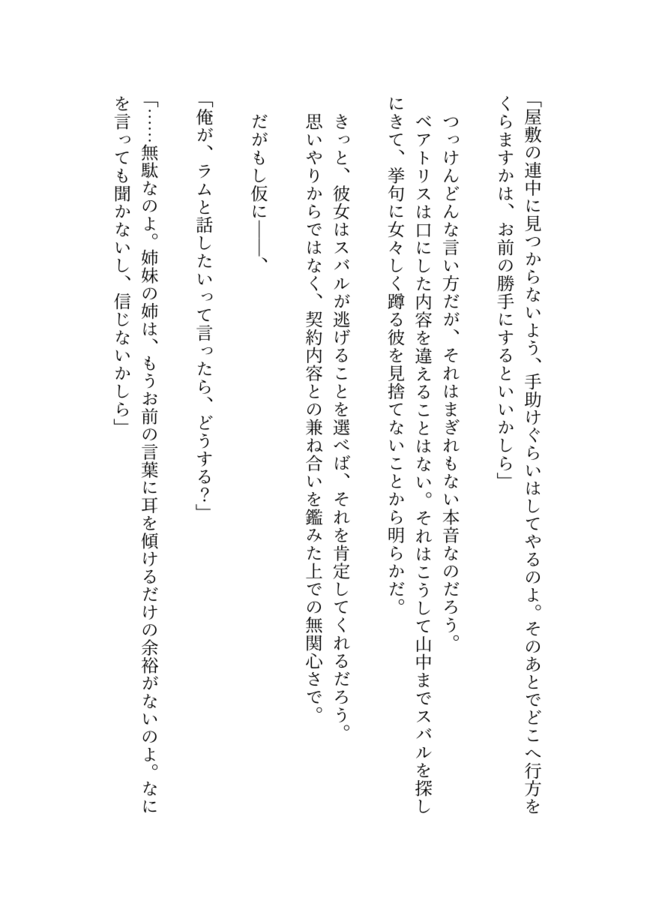 「屋敷の連中に見つからないよう、手助けぐらいはしてやるのよ。そのあとでどこへ行方を
くらますかは、お前の勝手にするといいかしら」
つっけんどんな言い方だが、それはまぎれもない本音なのだろう。
ベアトリスは口にした内容を違えることはない。それはこうして山中までスバルを探し
にきて、挙句に女々しく蹲る彼を見捨てないことから明らかだ。
きっと、彼女はスバルが逃げることを選べば、それを肯定してくれるだろう。
思いやりからではなく、契約内容との兼ね合いを鑑みた上での無関心さで。
だがもし仮に――、
「俺が、ラムと話したいって言ったら、どうする？」
「……無駄なのよ。姉妹の姉は、もうお前の言葉に耳を傾けるだけの余裕がないのよ。なに
を言っても聞かないし、信じないかしら」